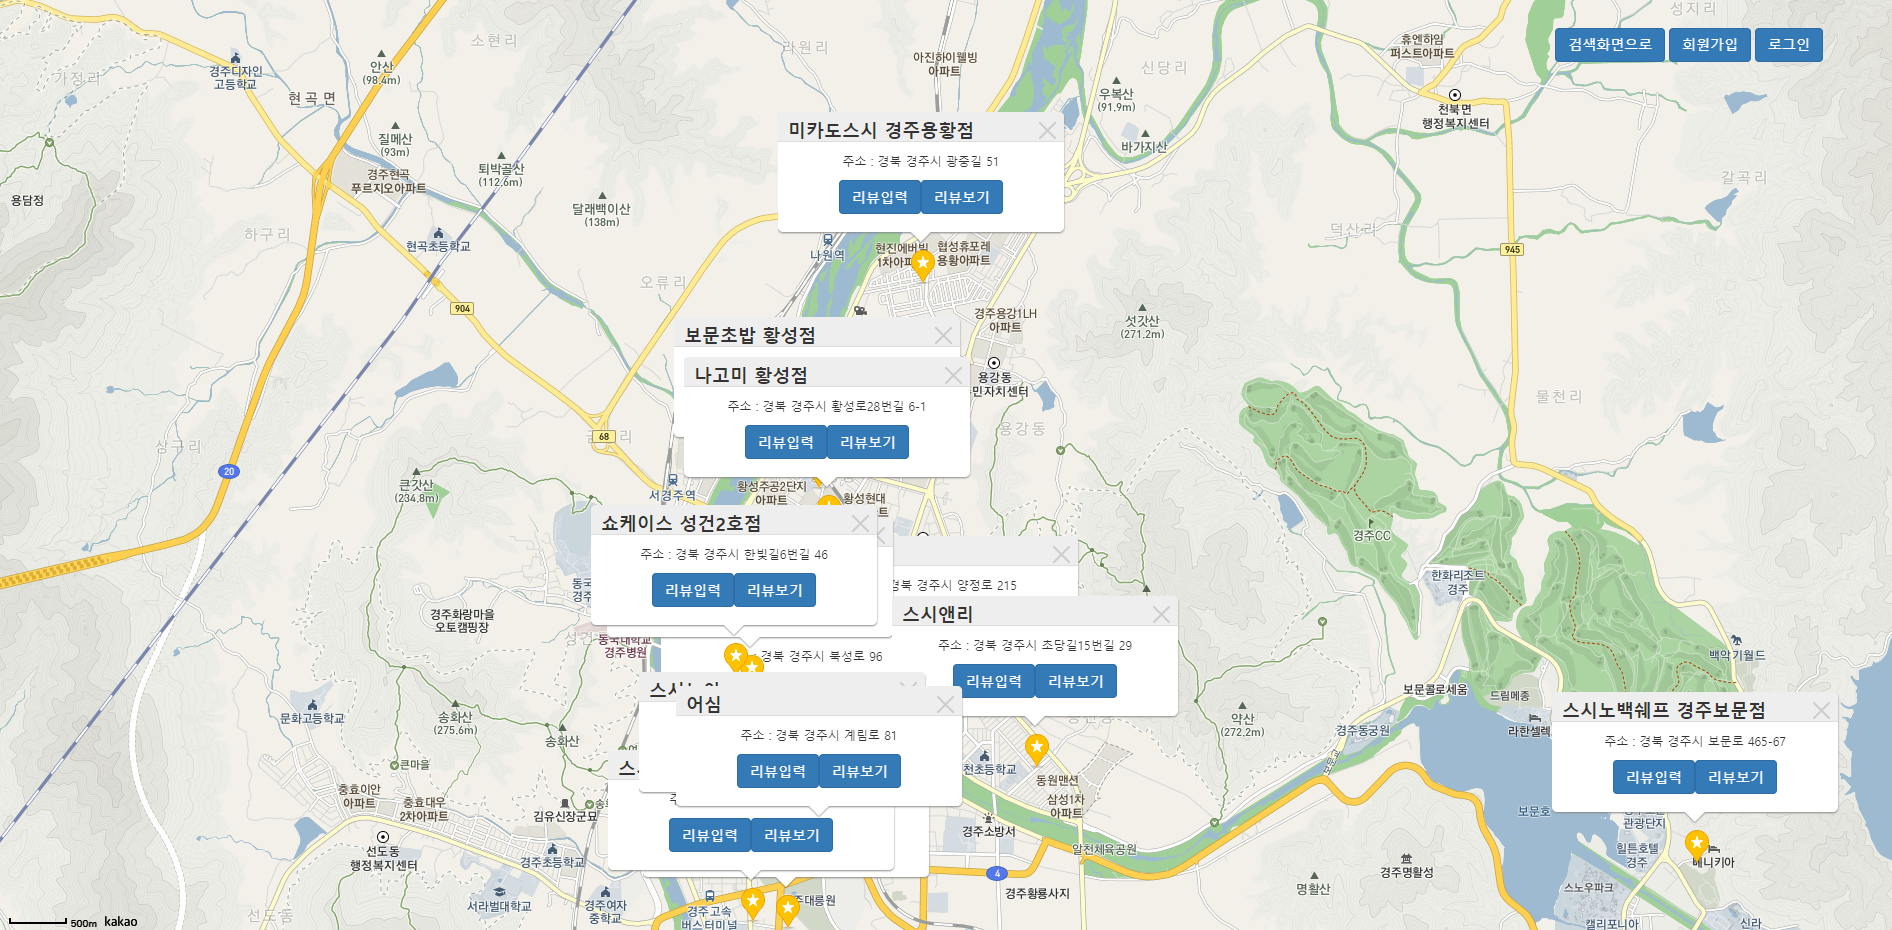 검색화면으로
회원가입
로그인
성지리
소현리
라원리
가정리
신당리
갈곡리
덕산리
하구리
오류리
물천리
상구리
용강동
선도동
경주디자인
고등학교
안산
(98.4m)
현곡면
질메산
(93m)
경주현곡
푸르지오아파트
퇴박골산
(112.6m)
달래백이산
(138m)
용담정
현곡초등학교
904
68
20
아진하이웰빙
아파트
우복산
(91.9m)
바가지산
휴엔하임
퍼스트아파트
천북면
행정복지센터
945
미카도스시 경주용황점
주소 : 경북 경주시 광중길 51
리뷰입력
리뷰보기
나원역
현진에버빌
1차아파
협성휴포레
용황아파트
경주용강1LH
아파트
섯갓산
(271.2m)
용강동
민자치센터
보문초밥 황성점
나고미 황성점
주소 : 경북 경주시 황성로28번길 6-1
리뷰입력
리뷰보기
큰갓산
(234.8m)
서경주역
황성주공2단지
아파트
황성현대
트
쇼케이스 성건2호점
주소 : 경북 경주시 한빛길6번길 46
리뷰입력
리뷰보기
경북 경주시 양정로 215
스시앤리
주소 : 경북 경주시 초당길15번길 29
리뷰입력
리뷰보기
경주화랑마을
오토캠핑장
동국대학교
경주병원
경북 경주시 북성로 96
어심
주소 : 경북 경주시 계림로 81
리뷰입력
리뷰보기
리뷰입력
리뷰보기
경주CC
한화리조트
경주
백악기월드
보문콜로세움
드림메종
라한셀렉
경주동궁원
약산
(272.2m)
보문교
스시노백쉐프 경주보문점
주소 : 경북 경주시 보문로 465-67
리뷰입력
리뷰보기
보문호
관광단지
힐튼호텔
경주
베니키아
스노우파크
캘리포니아
신라
문화고등학교
송화산
(275.6m)
송화산
큰마을
충효이안
아파트
충효대우
2차아파트
김유신장군묘
선도동
행정복지센터
경주초등학교
서라벌대학교
경주여자
중학교
경주고속
버스터미널
주대릉원
천초등학교
동원맨션
삼성1차
아파트
경주소방서
알천체육공원
4
경주황룡사지
명활산
경주명활성
500m
kakao